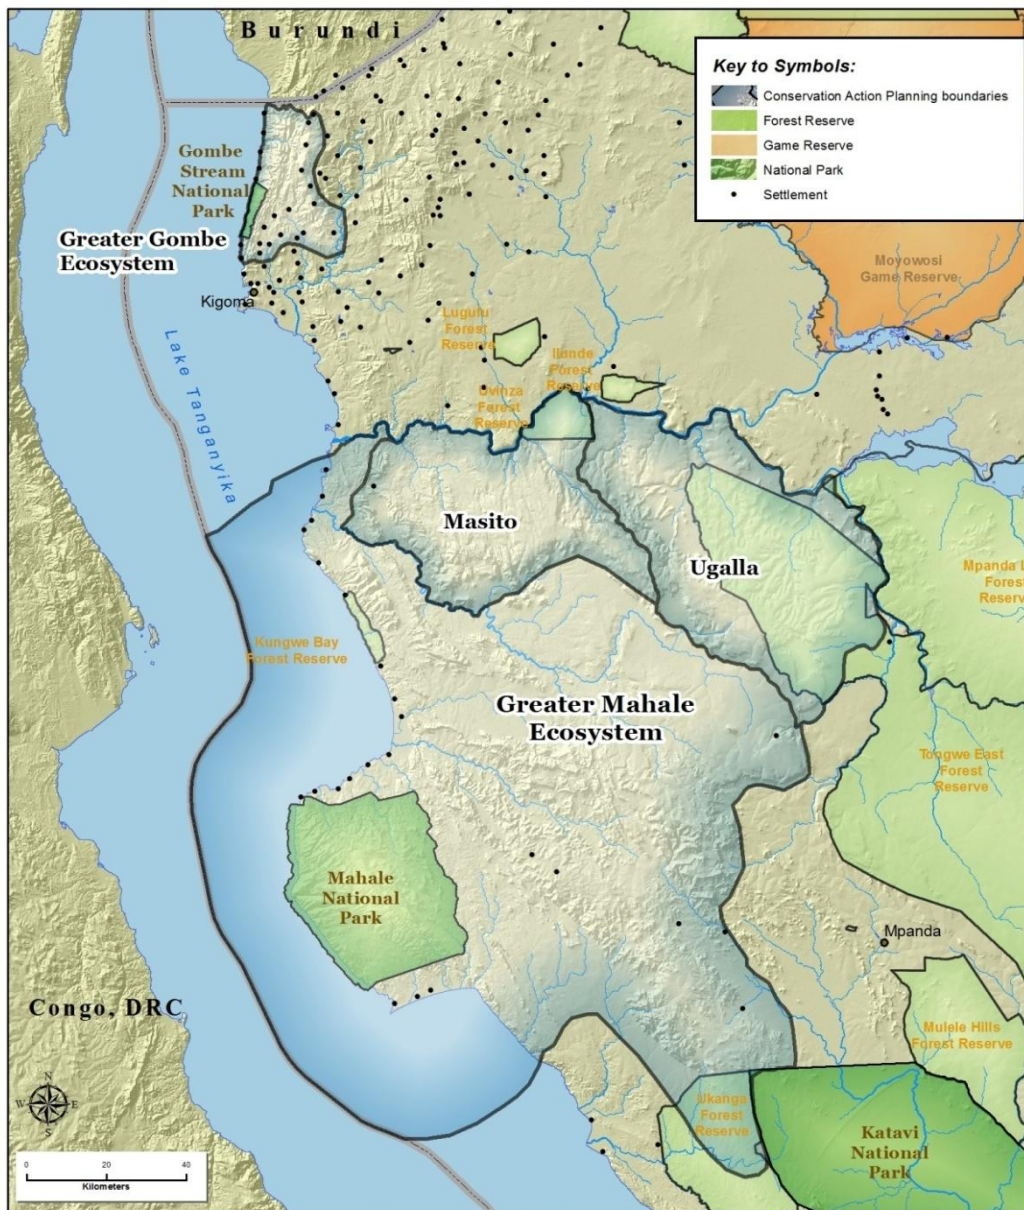 Burundi
Key to Symbols:
Conservation Action Planning boundaries
Forest Reserve
Game Reserve
National Park
Settlement
Gombe
Stream
National
Park
Greater Gombe
Ecosystem
Kigoma
Moyowosi
Game Reserve
Lake Tanganyika
Lugufu
Forest
Reserve
Ilunde
Forest
Reserve
Uvinza
Forest
Reserve
Masito
Ugalla
Mpanda L
Forest
Reserv
Kungwe Bay
Forest Reserve
Greater Mahale
Ecosystem
Tongwe East
Forest
Reserve
Mahale
National
Park
Mpanda
Congo, DRC
Mulele Hills
Forest Reserve
N
W
E
S
Ukanga
Forest
Reserve
Katavi
National
Park
0 20 40
Kilometers